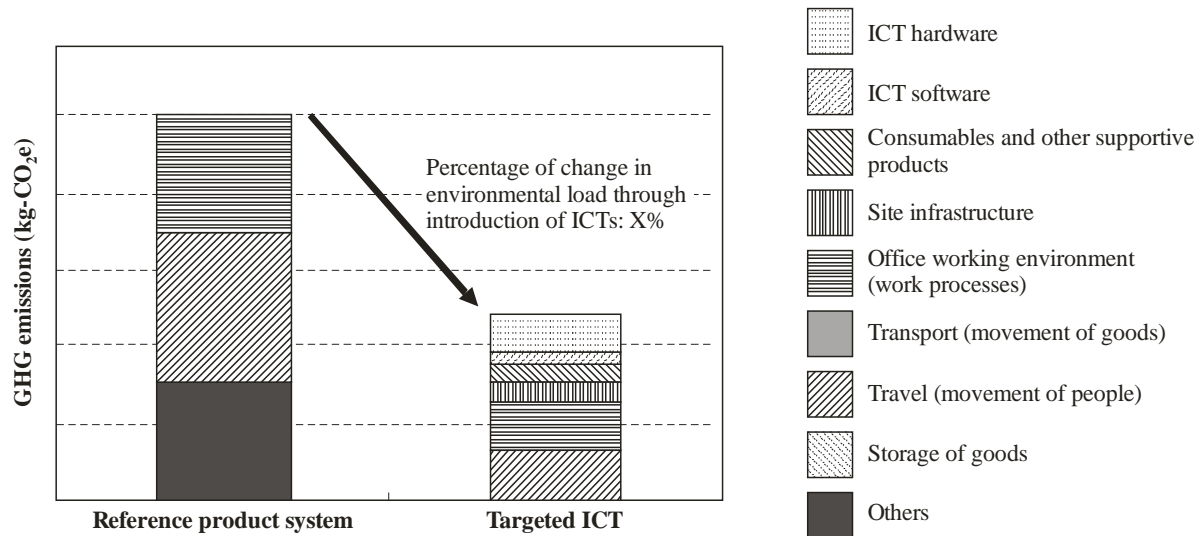 GHG emissions (kg-CO₂e)
Percentage of change in
environmental load through
introduction of ICTs: X%
Reference product system
Targeted ICT
ICT hardware
ICT software
Consumables and other supportive
products
Site infrastructure
Office working environment
(work processes)
Transport (movement of goods)
Travel (movement of people)
Storage of goods
Others